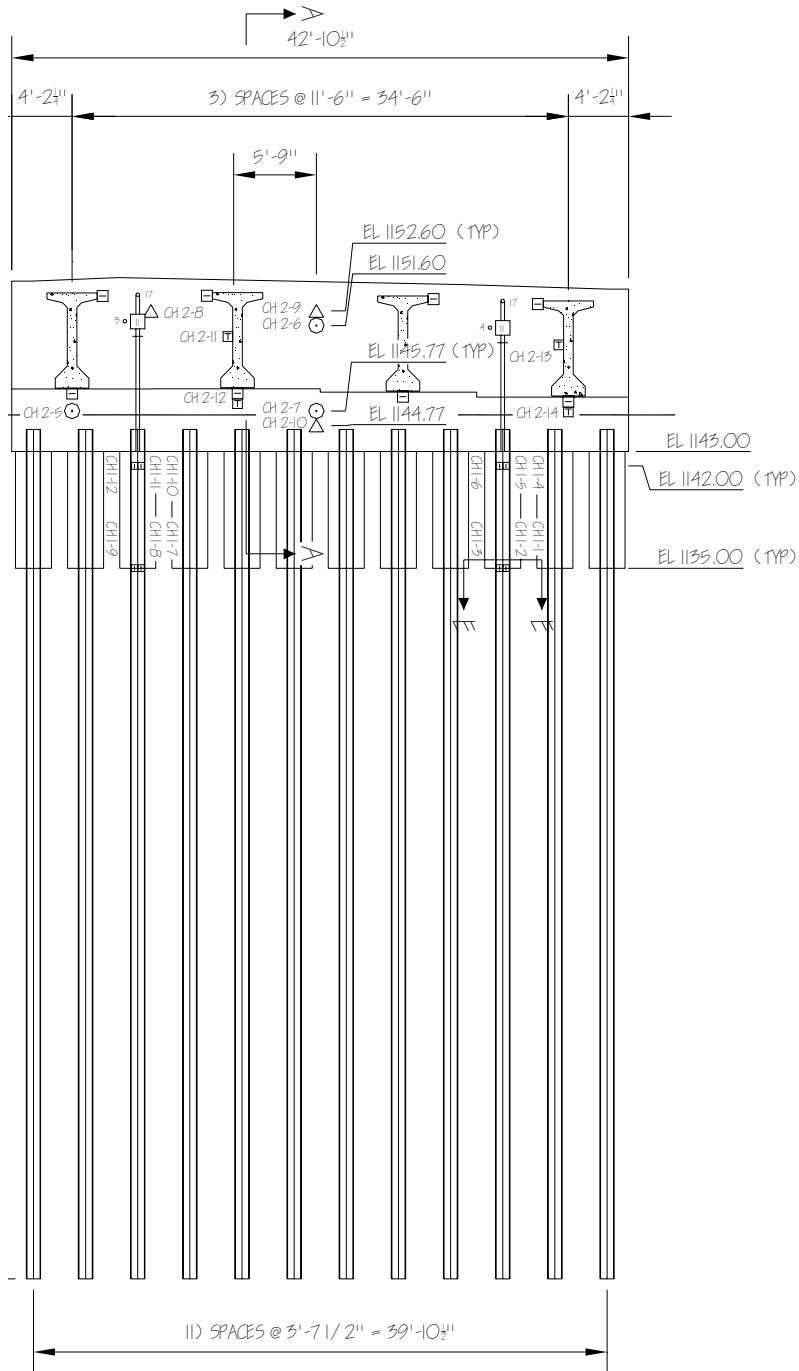 A
42'-10½"
4'-2¼"
3) SPACES @ 11'-6" = 34'-6"
4'-2¼"
5'-9"
EL 1152.60 (TYP)
EL 1151.60
17
3
11
CH 2-8
CH 2-9
CH 2-6
CH 2-11
T
17
4
11
T
CH 2-13
EL 1145.77 (TYP)
CH 2-12
T
CH 2-5
CH 2-7
CH 2-10
EL 1144.77
CH 2-14
T
EL 1143.00
EL 1142.00 (TYP)
CH1-12 CH1-9
CH1-11 — CH1-8
CH1-10 — CH1-7
CH1-6 CH1-3
CH1-5 — CH1-2
CH1-4 — CH1-1
A
EL 1135.00 (TYP)
11) SPACES @ 3'-7 1/2" = 39'-10½"